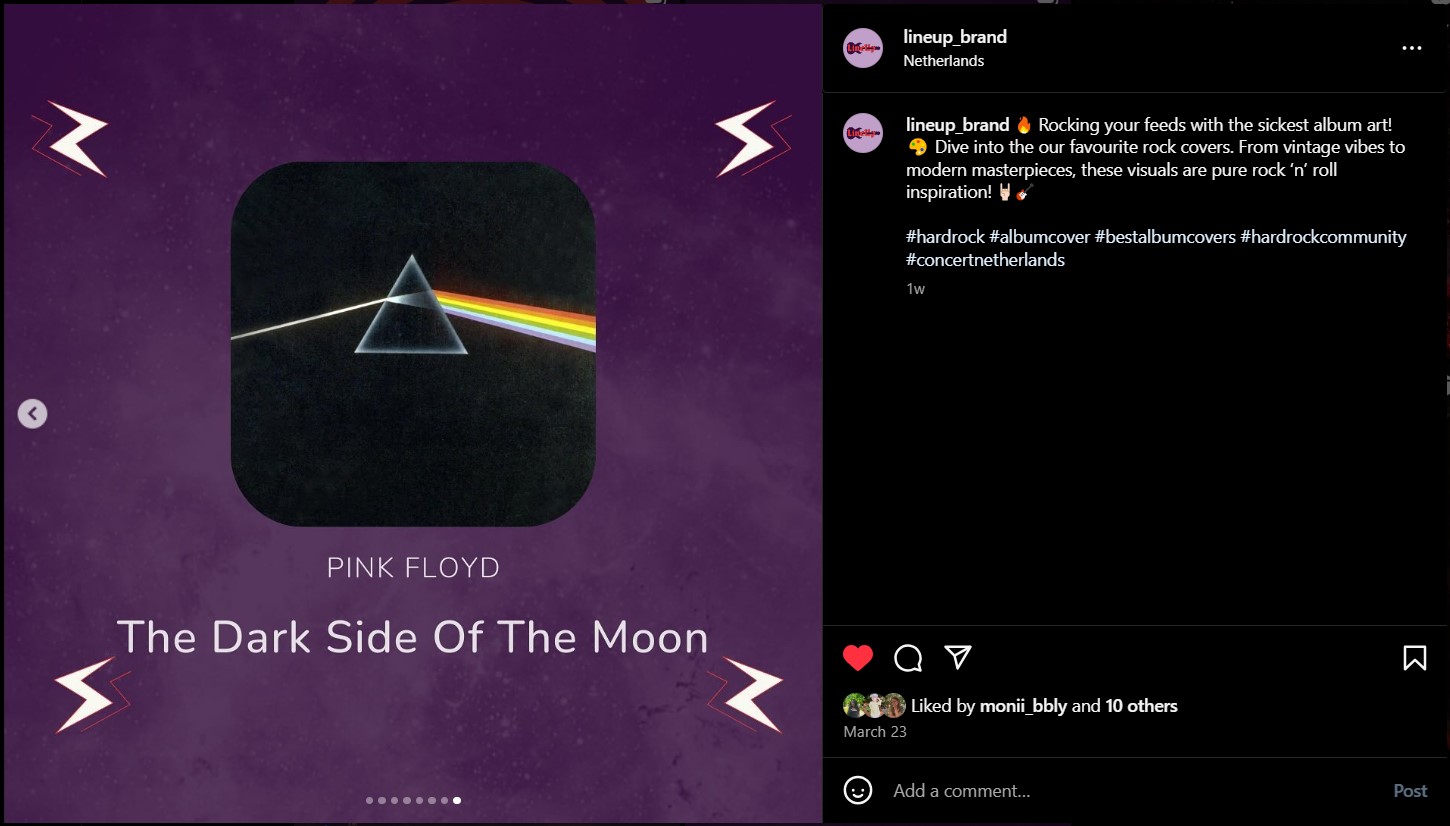 PINK FLOYD
The Dark Side Of The Moon
lineup_brand
Netherlands
lineup_brand 🔥 Rocking your feeds with the sickest album art!
🎨 Dive into the our favourite rock covers. From vintage vibes to
modern masterpieces, these visuals are pure rock ‘n’ roll
inspiration! 🤘🏻🎸
#hardrock #albumcover #bestalbumcovers #hardrockcommunity
#concertnetherlands
1w
Liked by monii_bbly and 10 others
March 23
Add a comment...
Post